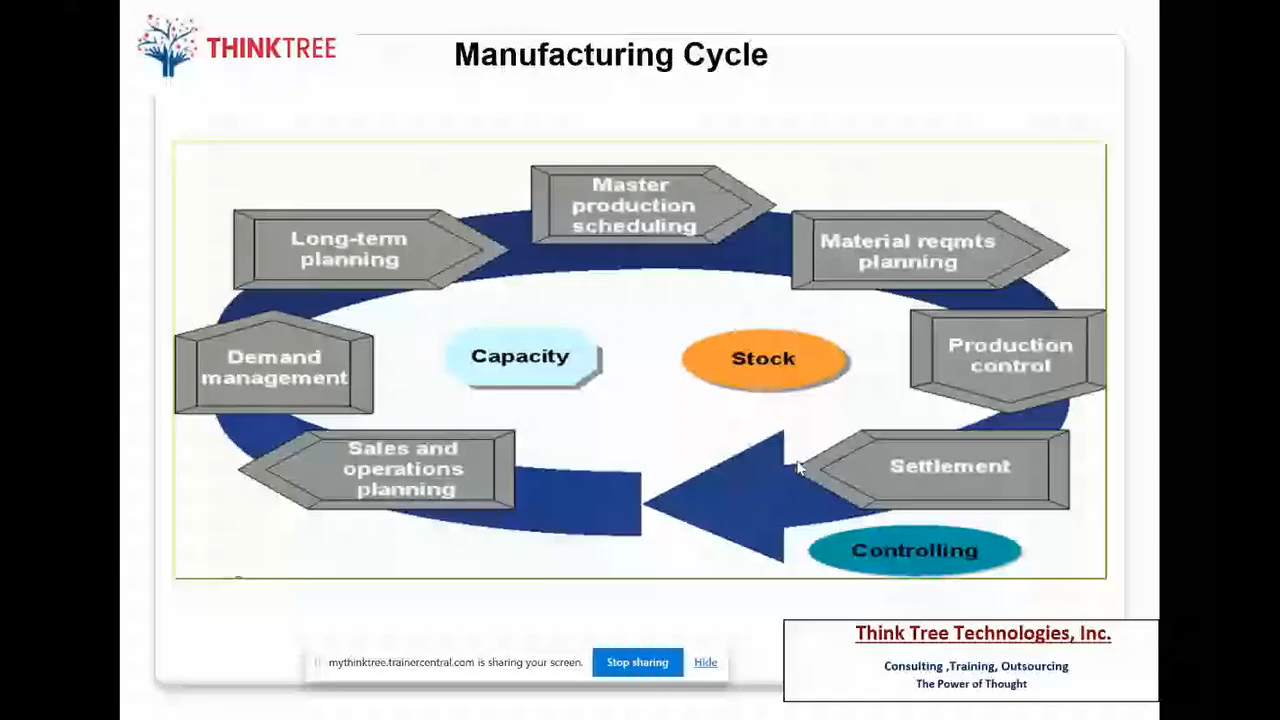 THINKTREE
Manufacturing Cycle
Master
production
scheduling
Long-term
planning
Material reqmts
planning
Demand
management
Capacity
Stock
Production
control
Sales and
operations
planning
Settlement
Controlling
mythinktree.trainercentral.com is sharing your screen.
Stop sharing
Hide
Think Tree Technologies, Inc.
Consulting ,Training, Outsourcing
The Power of Thought